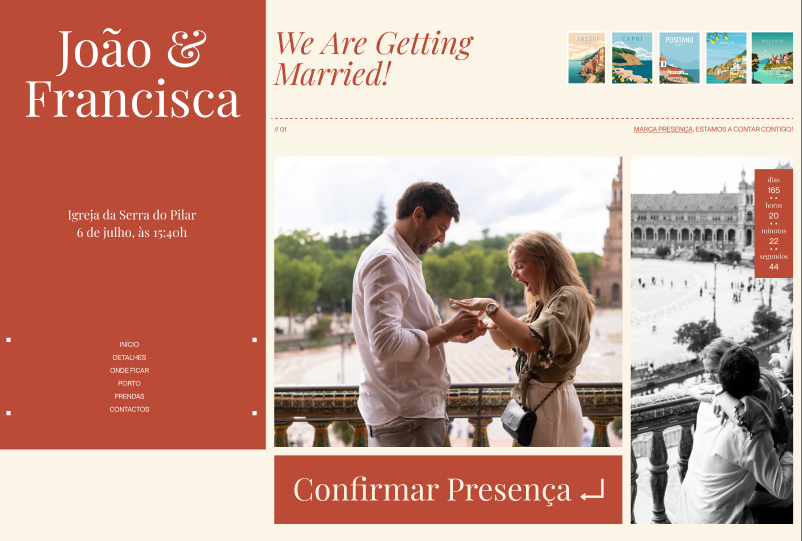 João &
Francisca
Igreja da Serra do Pilar
6 de julho, às 15:40h
INÍCIO
DETALHES
ONDE FICAR
PORTO
PRENDAS
CONTACTOS
We Are Getting
Married!
CAPRI
POSITANO
// 01
MARCA PRESENÇA, ESTAMOS A CONTAR CONTIGO!
dias
165
horas
20
minutos
22
segundos
44
Confirmar Presença